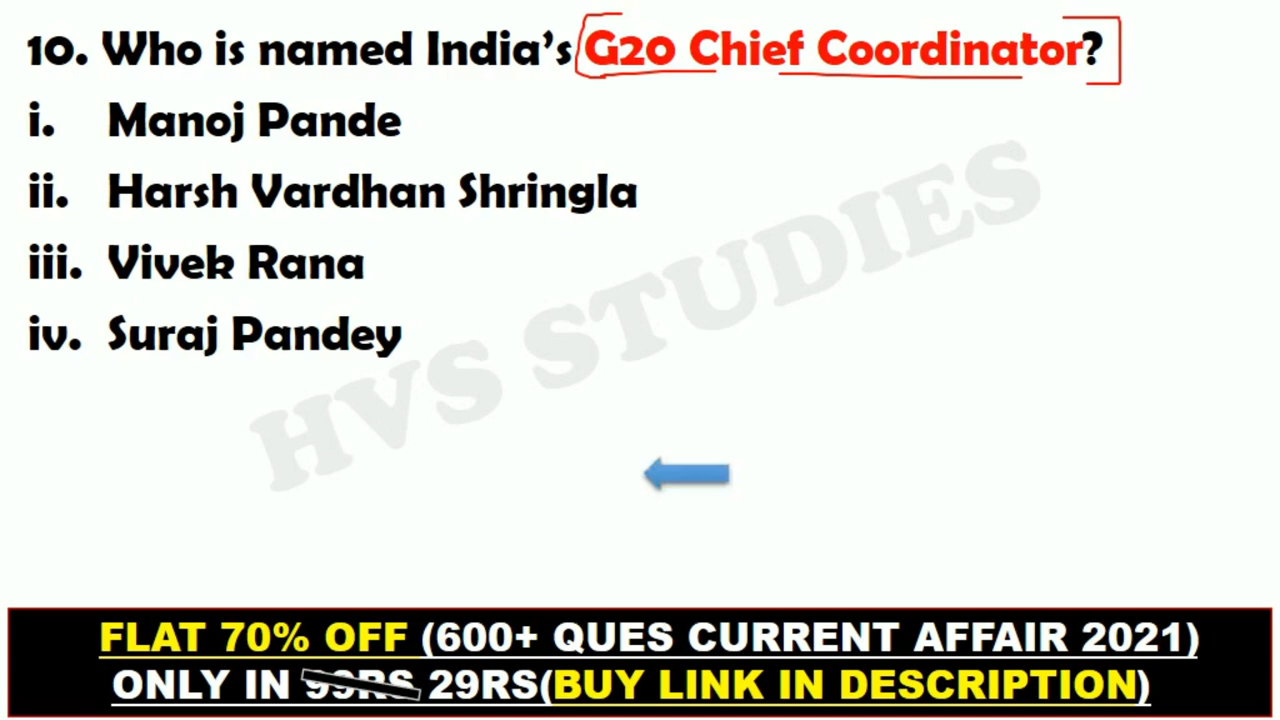 10. Who is named India's G20 Chief Coordinator?
i. Manoj Pande
ii. Harsh Vardhan Shringla
iii. Vivek Rana
iv. Suraj Pandey
HVS STUDIES
FLAT 70% OFF (600+ QUES CURRENT AFFAIR 2021)
ONLY IN 99RS 29RS(BUY LINK IN DESCRIPTION)